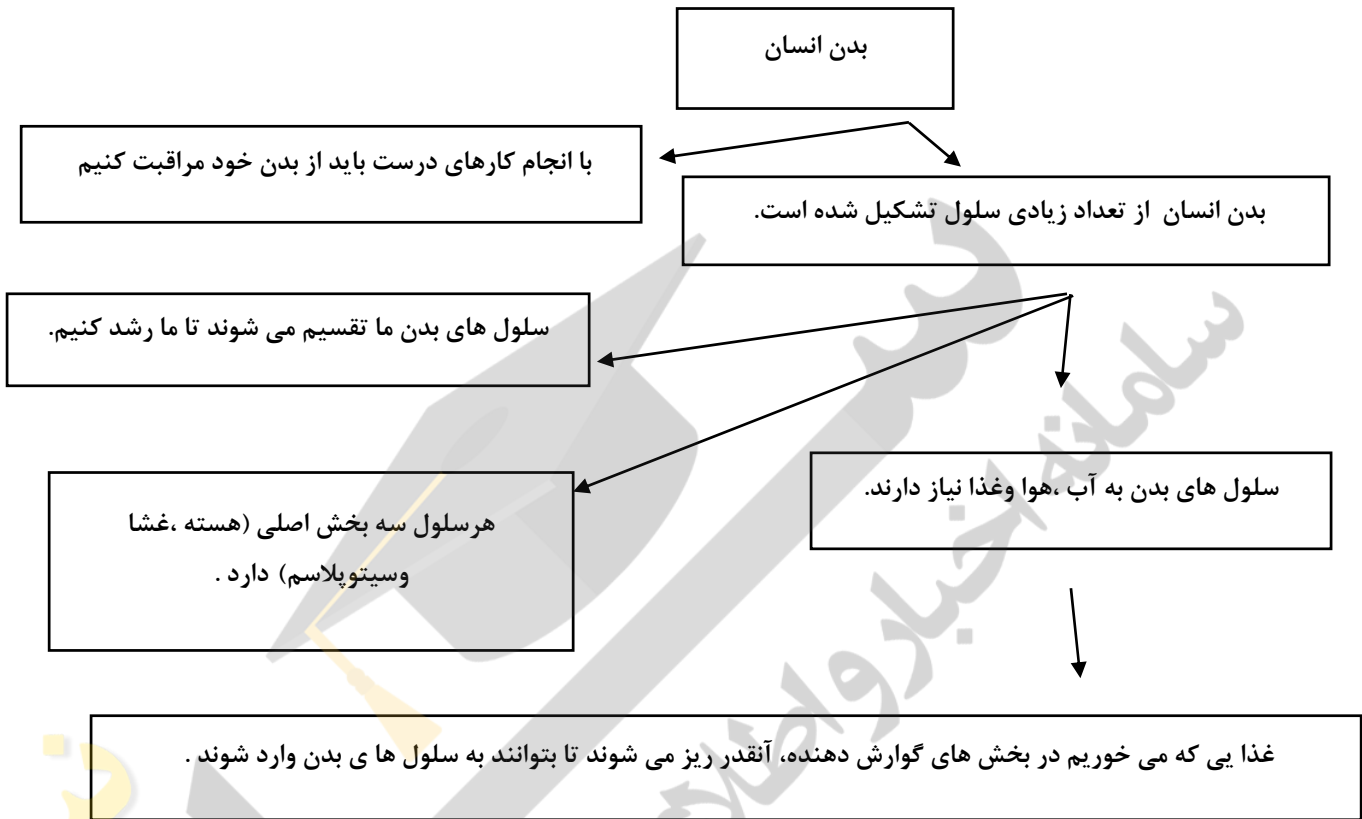 بدن انسان
با انجام کارهای درست باید از بدن خود مراقبت کنیم
بدن انسان از تعداد زیادی سلول تشکیل شده است.
سلول های بدن ما تقسیم می شوند تا ما رشد کنیم.
سلول های بدن به آب ،هوا وغذا نیاز دارند.
هرسلول سه بخش اصلی (هسته ،غشا
وسیتوپلاسم) دارد .
غذا یی که می خوریم در بخش های گوارش دهنده، آنقدر ریز می شوند تا بتوانند به سلول ها ی بدن وارد شوند .
سامانه اخبار و